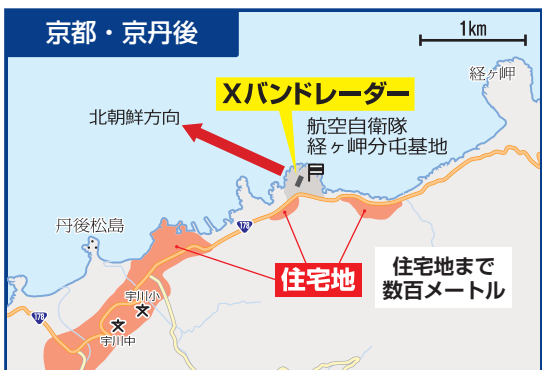 京都・京丹後
1km
経ヶ岬
Xバンドレーダー
北朝鮮方向
航空自衛隊
経ヶ岬分屯基地
丹後松島
178
住宅地
住宅地まで
数百メートル
宇川小
178
宇川中